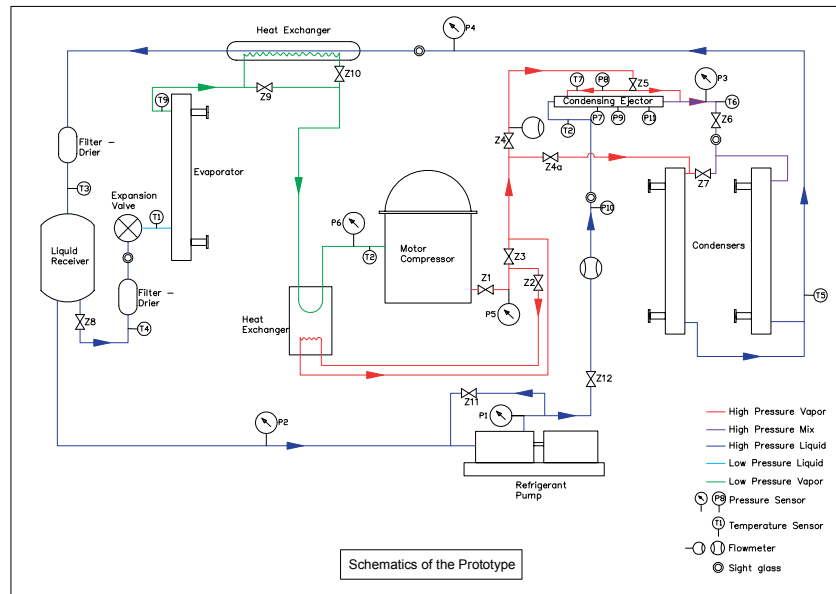 P4
Heat Exchanger
Z10
Z9
T9
T7
P8
Z5
P3
Condensing Ejector
T6
T2
P7
P9
P11
Z6
Z4
Z4a
Z7
Filter-
Drier
Evaporator
T3
Expansion
Valve
T1
P6
P10
Liquid
Receiver
Motor
Compressor
T2
Condensers
Z3
Z1
Z2
Filter-
Drier
T5
Z8
T4
Heat
Exchanger
P5
Z12
Z11
P1
P2
Refrigerant
Pump
High Pressure Vapor
High Pressure Mix
High Pressure Liquid
Low Pressure Liquid
Low Pressure Vapor
P8 Pressure Sensor
T1 Temperature Sensor
Flowmeter
Sight glass
Schematics of the Prototype